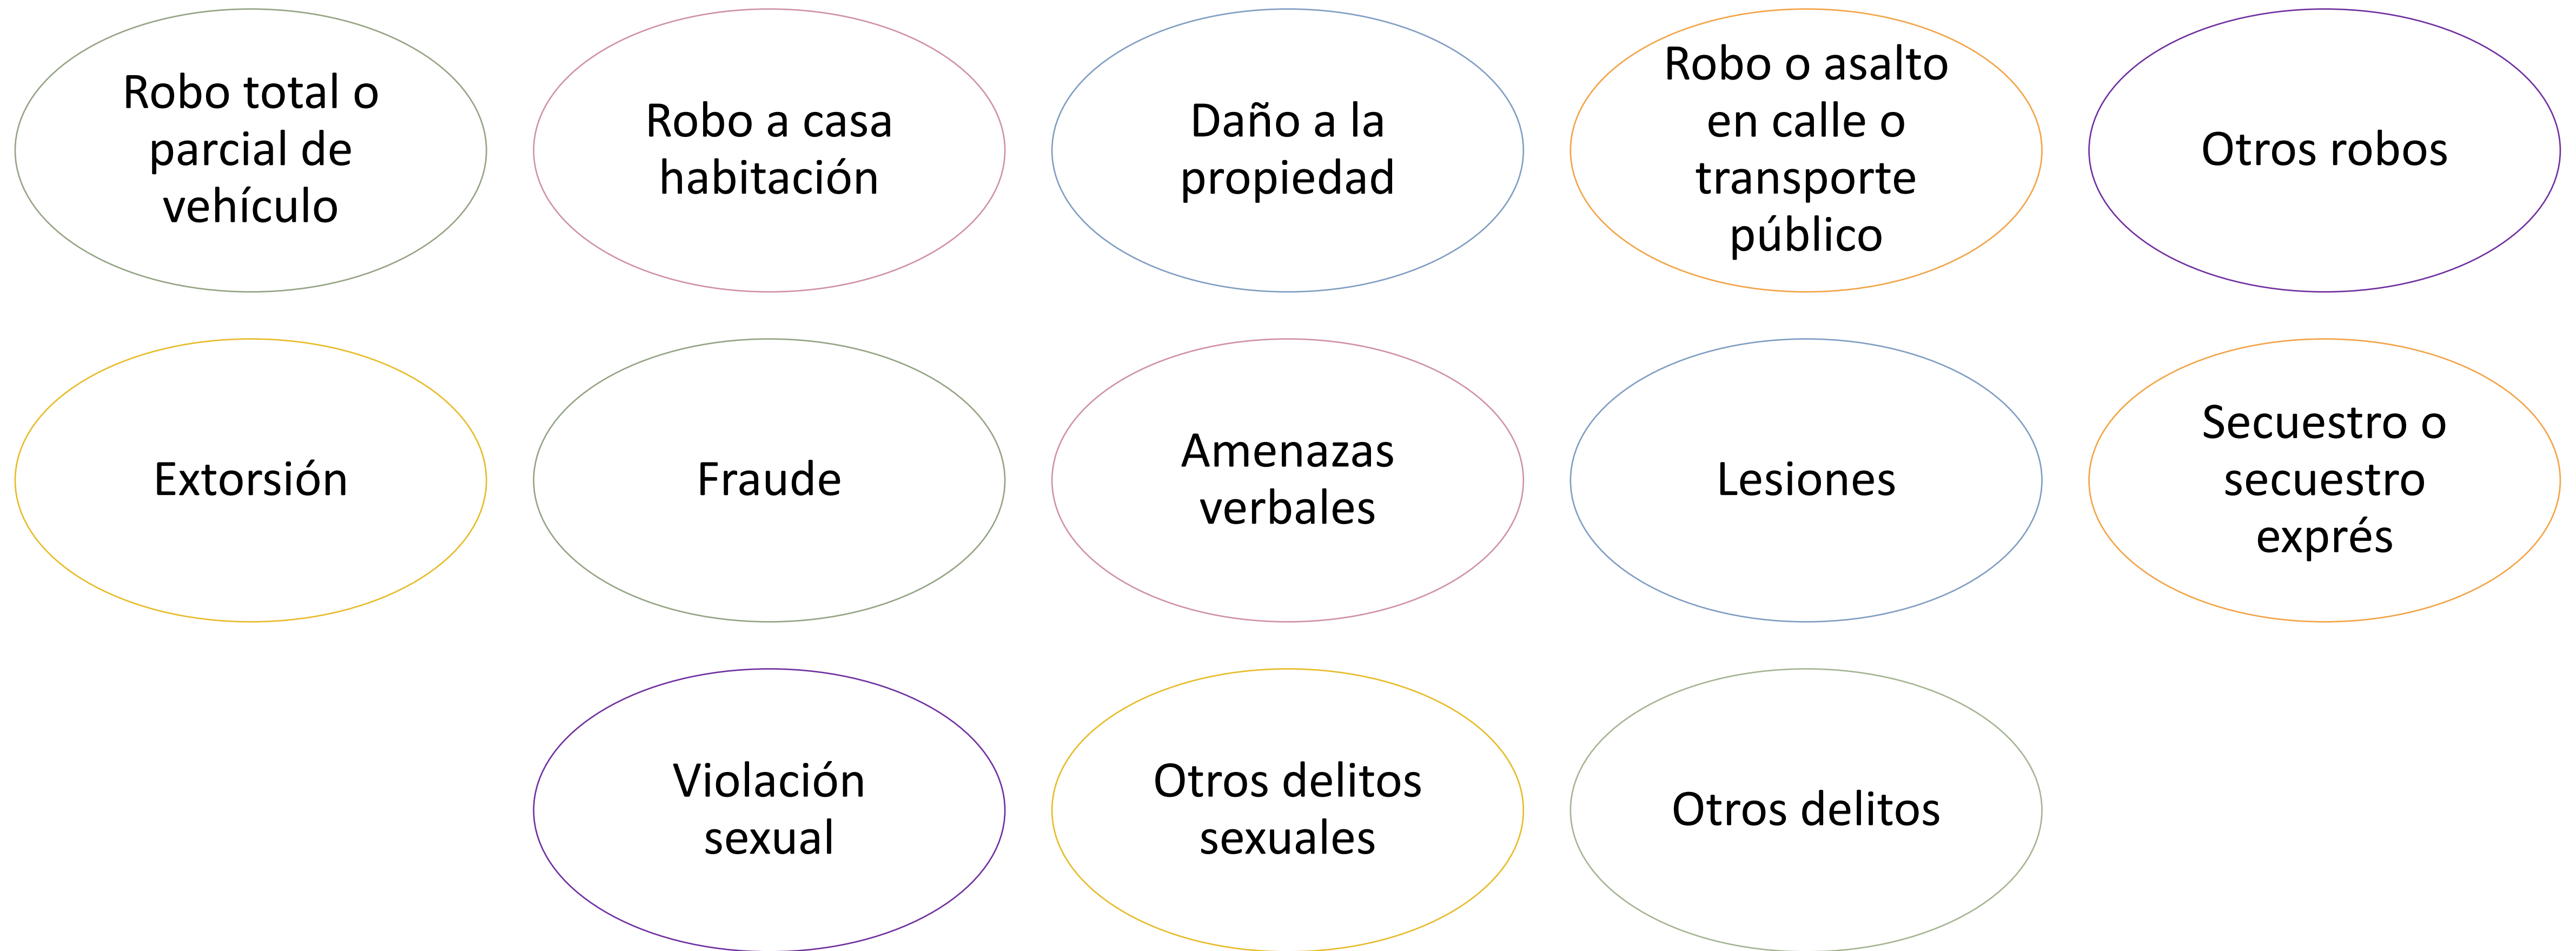 Robo total o
parcial de
vehículo
Robo a casa
habitación
Daño a la
propiedad
Robo o asalto
en calle o
transporte
público
Otros robos
Extorsión
Fraude
Amenazas
verbales
Lesiones
Secuestro o
secuestro
exprés
Violación
sexual
Otros delitos
sexuales
Otros delitos